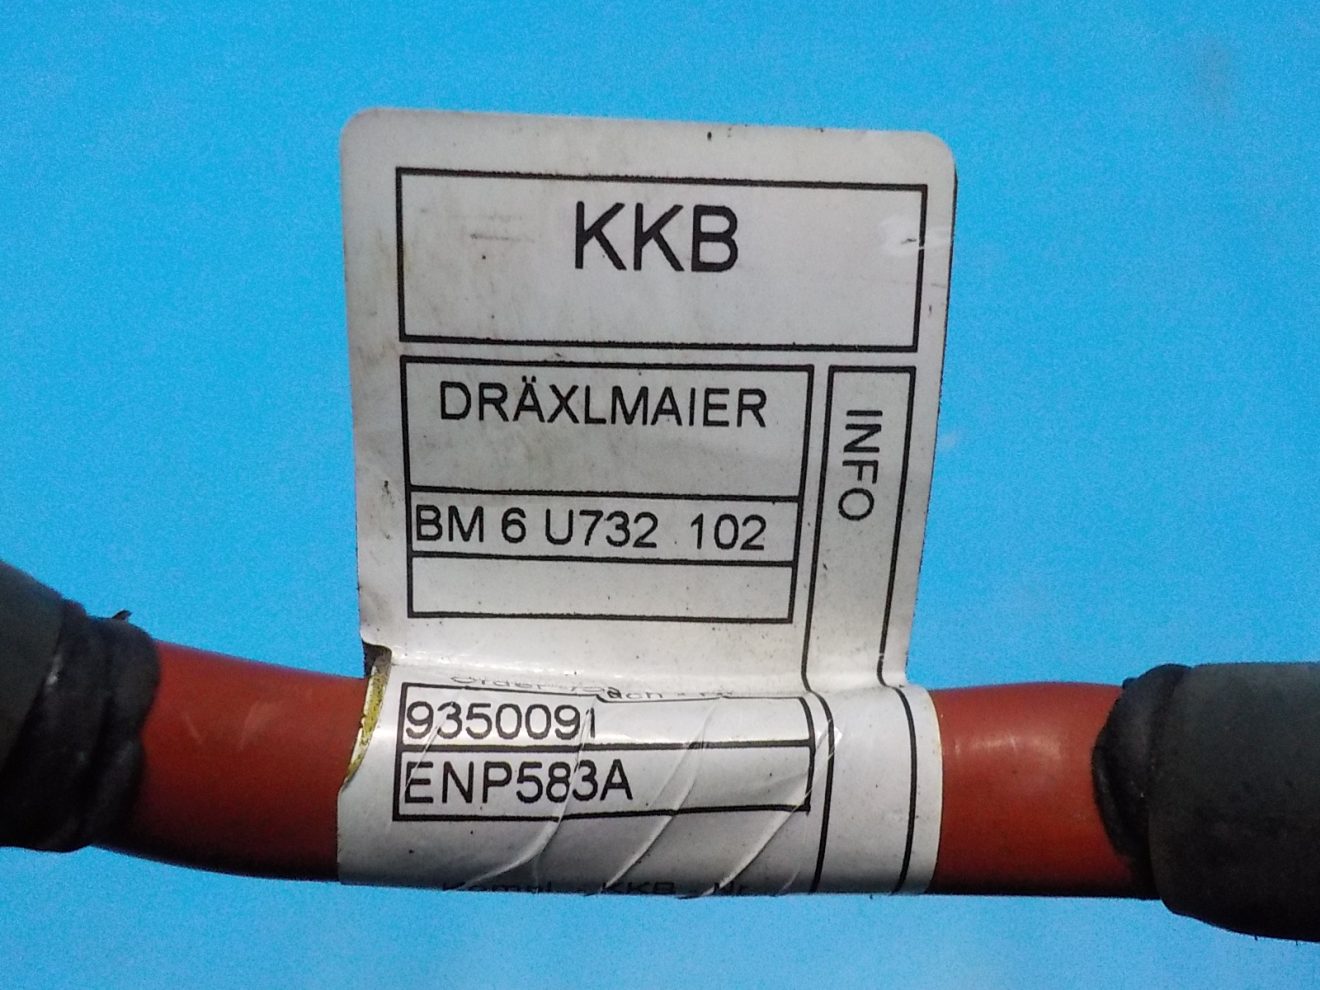 KKB
DRÄXLMAIER
INFO
BM 6 U732 102
9350091
ENP583A